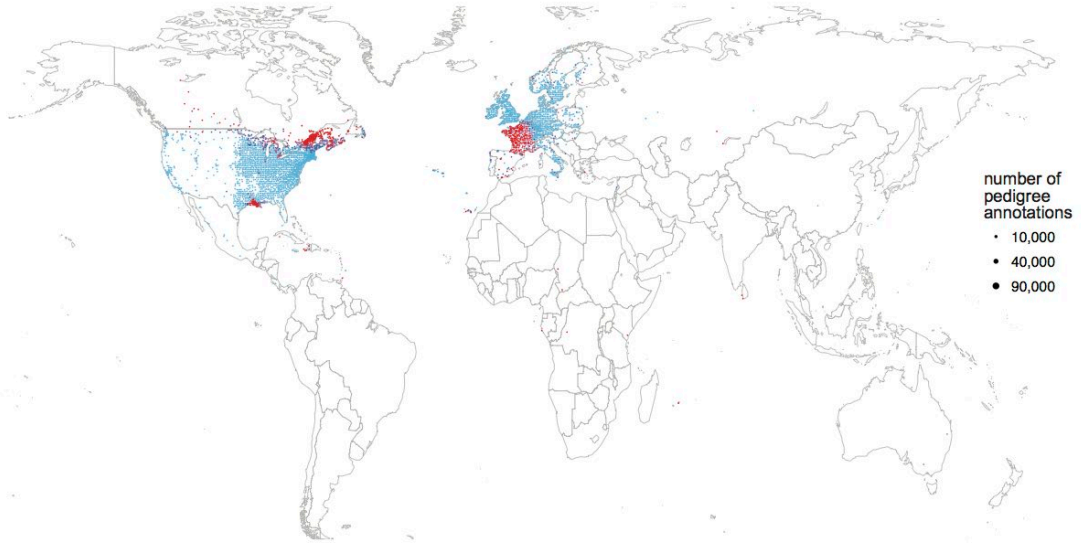 number of
pedigree
annotations
10,000
40,000
90,000